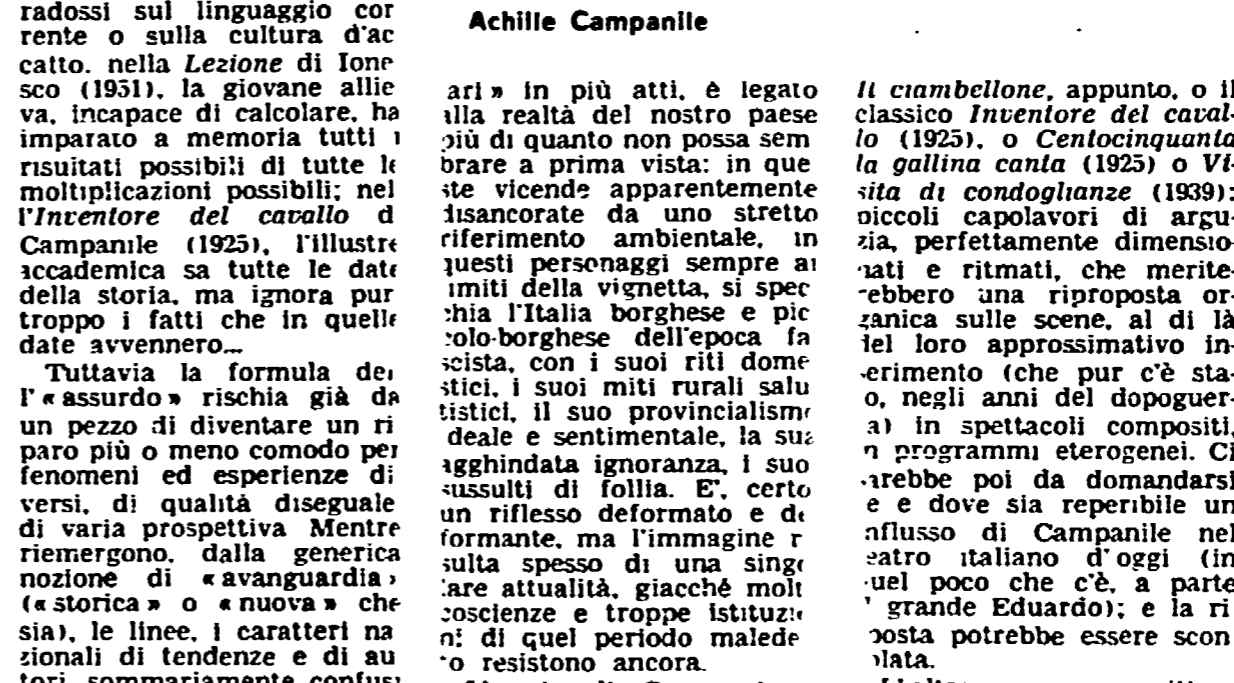 radossi sul linguaggio cor
rente o sulla cultura d'ac
catto. nella Lezione di Ione
sco (1951), la giovane allie
va, incapace di calcolare, ha
imparato a memoria tutti i
risultati possibili di tutte le
moltiplicazioni possibili; nel
l'Inventore del cavallo d
Campanile (1925), l'illustre
accademica sa tutte le date
della storia, ma ignora pur
troppo i fatti che in quelle
date avvennero...
Tuttavia la formula del
l'«assurdo» rischia già da
un pezzo di diventare un ri
paro più o meno comodo per
fenomeni ed esperienze di
versi, di qualità diseguale
di varia prospettiva Mentre
riemergono, dalla generica
nozione di «avanguardia»
(«storica» o «nuova» che
sia), le linee, i caratteri na
zionali di tendenze e di au
tori, sommariamente confusi
Achille Campanile
ari» in più atti, è legato
alla realtà del nostro paese
più di quanto non possa sem
brare a prima vista: in que
ste vicende apparentemente
disancorate da uno stretto
riferimento ambientale, in
questi personaggi sempre ai
limiti della vignetta, si spec
chia l'Italia borghese e pic
colo-borghese dell'epoca fa
scista, con i suoi riti dome
stici, i suoi miti rurali salu
tistici, il suo provincialismo
ideale e sentimentale, la sua
agghindata ignoranza, i suo
sussulti di follia. E', certo
un riflesso deformato e de
formante, ma l'immagine r
sulta spesso di una singo
lare attualità, giacché molt
coscienze e troppe istituzio
ni di quel periodo malede
to resistono ancora.
Il ciambellone, appunto, o il
classico Inventore del caval-
lo (1925), o Centocinquanta
la gallina canta (1925) o Vi-
sita di condoglianze (1939):
piccoli capolavori di argu-
zia, perfettamente dimensio-
nati e ritmati, che merite-
rebbero una riproposta or-
ganica sulle scene, al di là
del loro approssimativo in-
serimento (che pur c'è sta-
to, negli anni del dopoguer-
ra) in spettacoli compositi,
in programmi eterogenei. Ci
sarebbe poi da domandarsi
se e dove sia reperibile un
influsso di Campanile nel
teatro italiano d'oggi (in
quel poco che c'è, a parte
grande Eduardo); e la ri
posta potrebbe essere scon
olata.